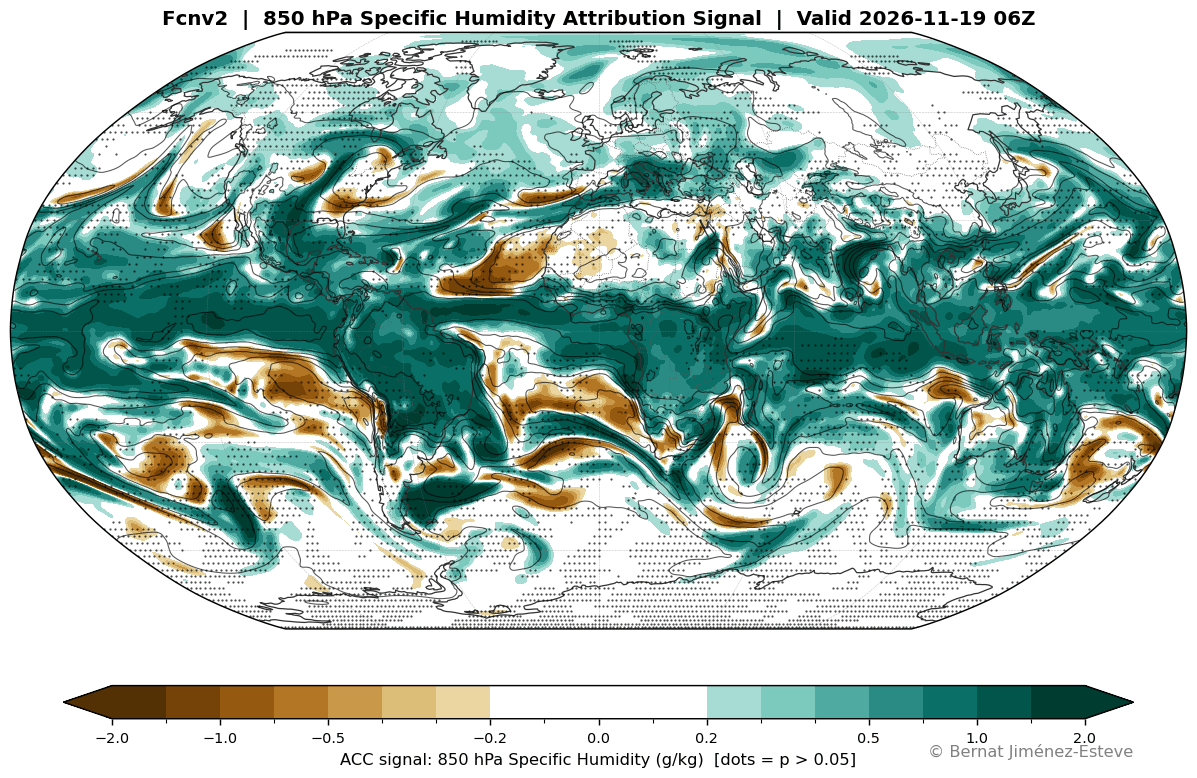 Fcnv2 | 850 hPa Specific Humidity Attribution Signal | Valid 2026-11-19 06Z
−2.0 −1.0 −0.5 −0.2 0.0 0.2 0.5 1.0 2.0
ACC signal: 850 hPa Specific Humidity (g/kg) [dots = p > 0.05]
© Bernat Jiménez-Esteve